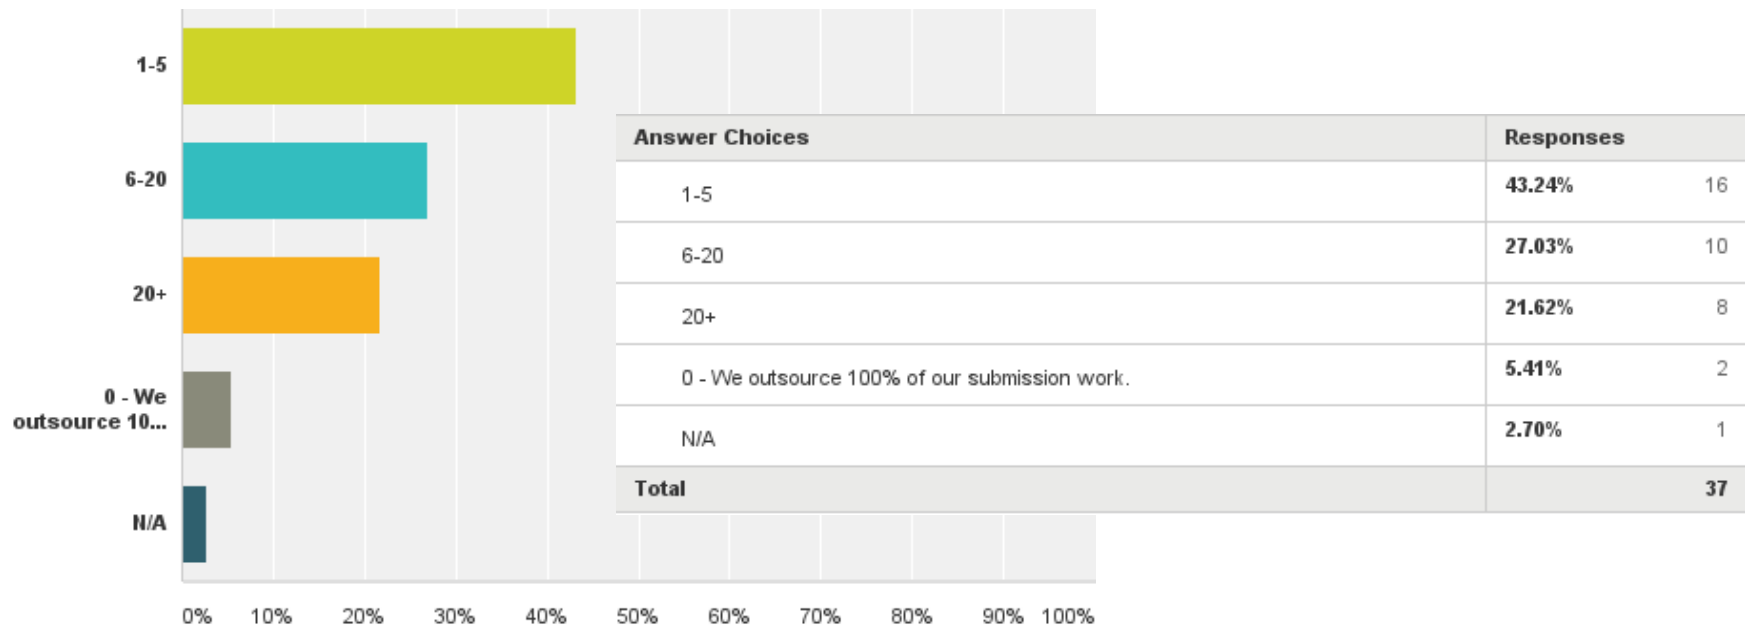 1-5
6-20
20+
0 - We
outsource 10...
N/A
0% 10% 20% 30% 40% 50% 60% 70% 80% 90% 100%
Answer Choices Responses
1-5 43.24% 16
6-20 27.03% 10
20+ 21.62% 8
0 - We outsource 100% of our submission work. 5.41% 2
N/A 2.70% 1
Total 37